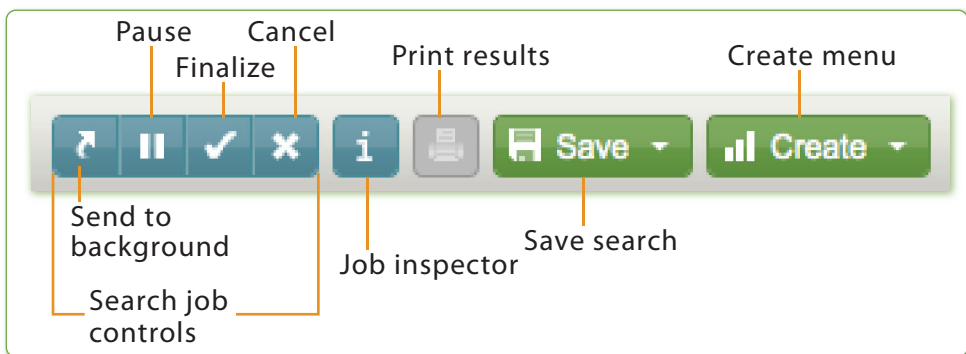 Pause
Cancel
Finalize
Print results
Create menu
i
Save
Create
Send to
background
Job inspector
Save search
Search job
controls